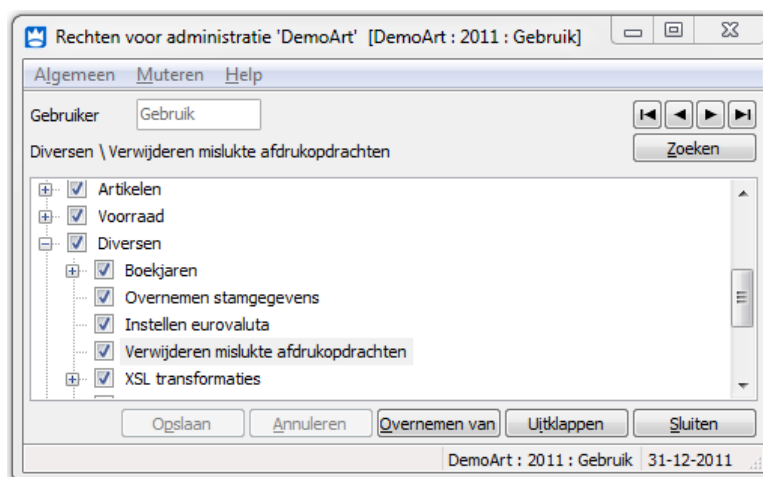 Rechten voor administratie 'DemoArt' [DemoArt : 2011 : Gebruik]
Algemeen Muteren Help
Gebruiker Gebruik
Diversen \ Verwijderen mislukte afdrukopdrachten
Zoeken
Artikelen
Voorraad
Diversen
Boekjaren
Overnemen stamgegevens
Instellen eurovaluta
Verwijderen mislukte afdrukopdrachten
XSL transformaties
Opslaan Annuleren Overnemen van Uitklappen Sluiten
DemoArt : 2011 : Gebruik 31-12-2011